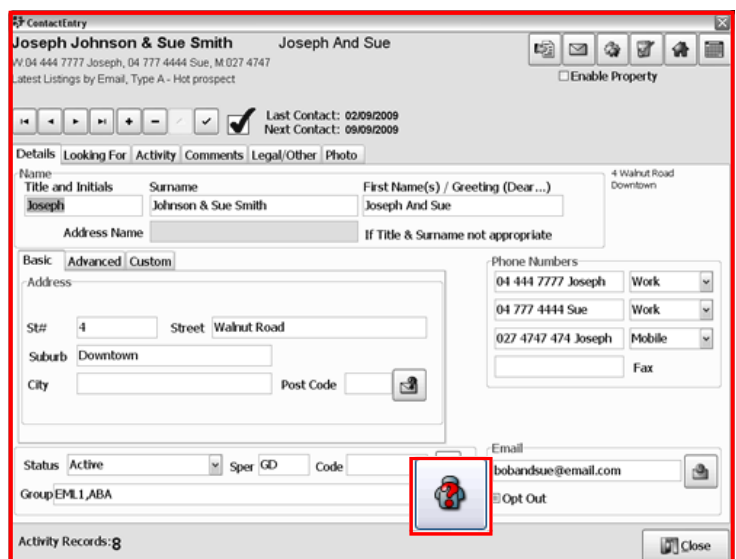 ContactEntry
Joseph Johnson & Sue Smith Joseph And Sue
W:04 444 7777 Joseph, 04 777 4444 Sue, M:027 4747
Latest Listings by Email, Type A - Hot prospect
Enable Property
Last Contact: 02/09/2009
Next Contact: 09/09/2009
Details Looking For Activity Comments Legal/Other Photo
Name
Title and Initials Surname First Name(s) / Greeting (Dear...)
Joseph Johnson & Sue Smith Joseph And Sue
Address Name If Title & Surname not appropriate
4 Walnut Road
Downtown
Basic Advanced Custom
Address
St# 4 Street Walnut Road
Suburb Downtown
City Post Code
Phone Numbers
04 444 7777 Joseph Work
04 777 4444 Sue Work
027 4747 474 Joseph Mobile
Fax
Status Active Sper GD Code
Group EML1,ABA
Email
bobandsue@email.com
Opt Out
Activity Records:8
Close